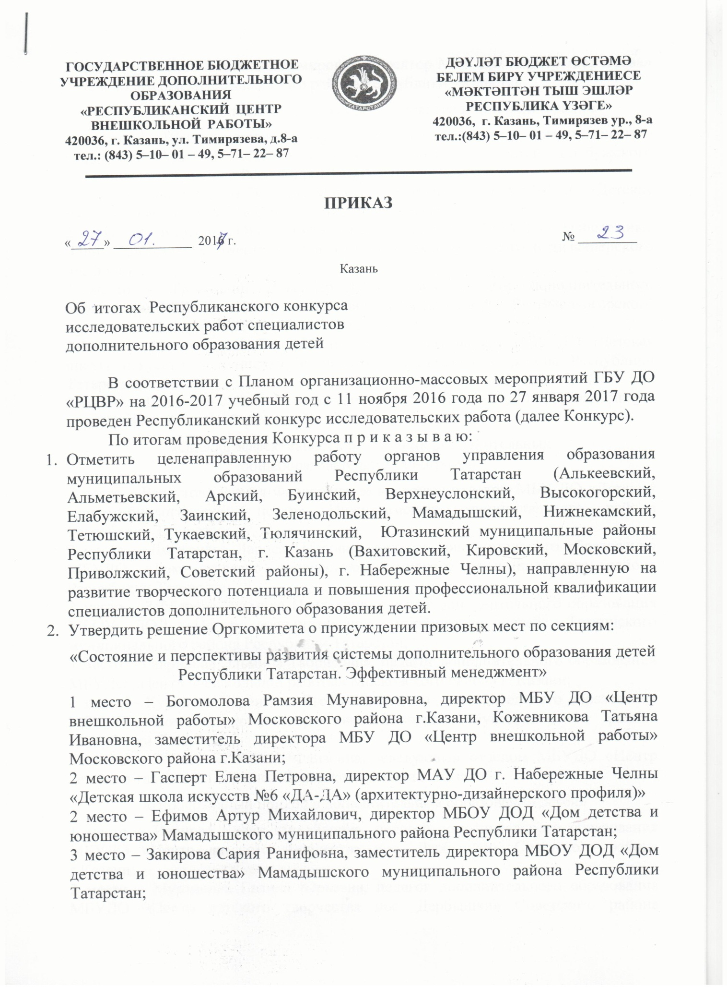 ГОСУДАРСТВЕННОЕ БЮДЖЕТНОЕ
УЧРЕЖДЕНИЕ ДОПОЛНИТЕЛЬНОГО
ОБРАЗОВАНИЯ
«РЕСПУБЛИКАНСКИЙ ЦЕНТР
ВНЕШКОЛЬНОЙ РАБОТЫ»
420036, г. Казань, ул. Тимирязева, д.8-а
тел.: (843) 5–10– 01 – 49, 5–71– 22– 87
ТАТАРСТАН
ДӘҮЛӘТ БЮДЖЕТ ӨСТӘМӘ
БЕЛЕМ БИРҮ УЧРЕЖДЕНИЕСЕ
«МӘКТӘПТӘН ТЫШ ЭШЛӘР
РЕСПУБЛИКА ҮЗӘГЕ»
420036, г. Казань, Тимирязев ур., 8-а
тел.:(843) 5–10– 01 – 49, 5–71– 22– 87
ПРИКАЗ
«27» 01. 2017 г. № 23
Казань
Об итогах Республиканского конкурса
исследовательских работ специалистов
дополнительного образования детей
В соответствии с Планом организационно-массовых мероприятий ГБУ ДО
«РЦВР» на 2016-2017 учебный год с 11 ноября 2016 года по 27 января 2017 года
проведен Республиканский конкурс исследовательских работа (далее Конкурс).
По итогам проведения Конкурса п р и к а з ы в а ю:
1. Отметить целенаправленную работу органов управления образования
муниципальных образований Республики Татарстан (Алькеевский,
Альметьевский, Арский, Буинский, Верхнеуслонский, Высокогорский,
Елабужский, Заинский, Зеленодольский, Мамадышский, Нижнекамский,
Тетюшский, Тукаевский, Тюлячинский, Ютазинский муниципальные районы
Республики Татарстан, г. Казань (Вахитовский, Кировский, Московский,
Приволжский, Советский районы), г. Набережные Челны), направленную на
развитие творческого потенциала и повышения профессиональной квалификации
специалистов дополнительного образования детей.
2. Утвердить решение Оргкомитета о присуждении призовых мест по секциям:
«Состояние и перспективы развития системы дополнительного образования детей
Республики Татарстан. Эффективный менеджмент»
1 место – Богомолова Рамзия Мунавировна, директор МБУ ДО «Центр
внешкольной работы» Московского района г.Казани, Кожевникова Татьяна
Ивановна, заместитель директора МБУ ДО «Центр внешкольной работы»
Московского района г.Казани;
2 место – Гасперт Елена Петровна, директор МАУ ДО г. Набережные Челны
«Детская школа искусств №6 «ДА-ДА» (архитектурно-дизайнерского профиля)»
2 место – Ефимов Артур Михайлович, директор МБОУ ДОД «Дом детства и
юношества» Мамадышского муниципального района Республики Татарстан;
3 место – Закирова Сария Ранифовна, заместитель директора МБОУ ДОД «Дом
детства и юношества» Мамадышского муниципального района Республики
Татарстан;